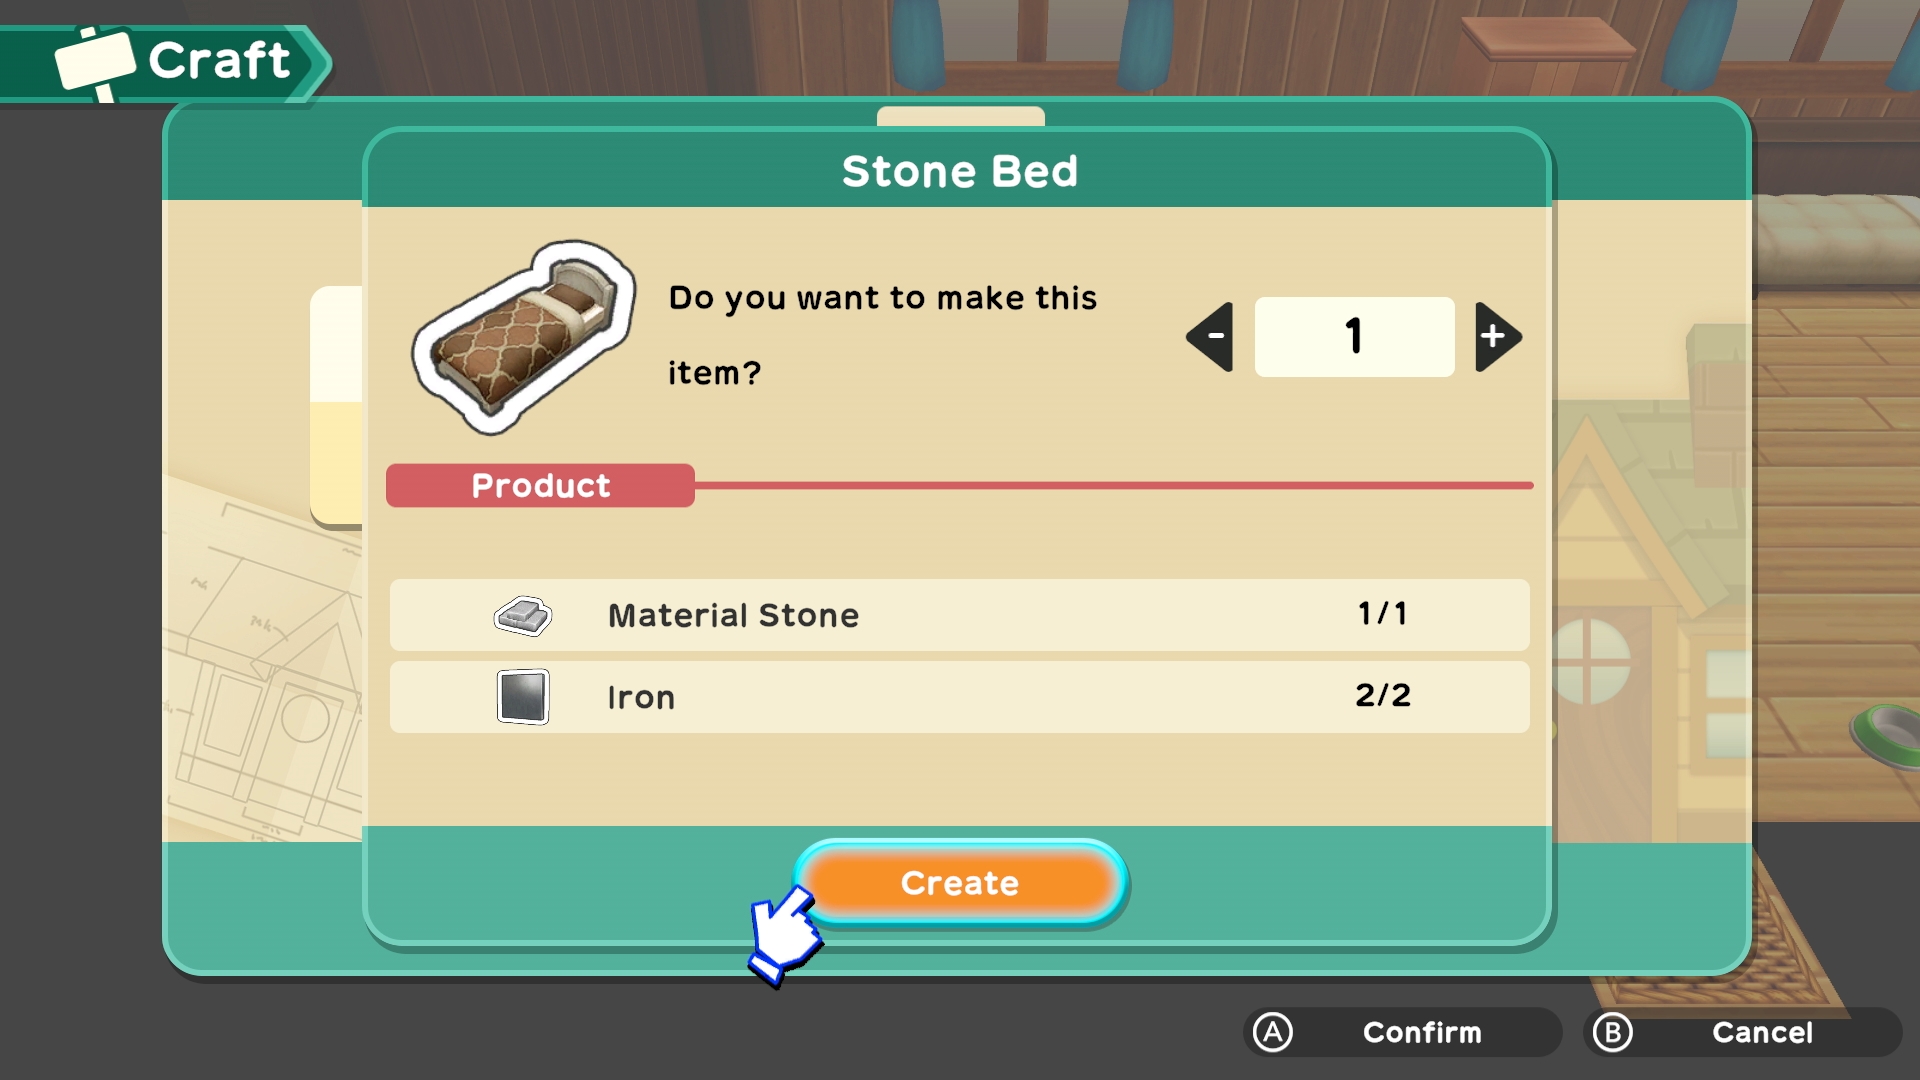 Craft
Stone Bed
Do you want to make this
item?
- 1 +
Product
Material Stone 1/1
Iron 2/2
Create
A Confirm B Cancel